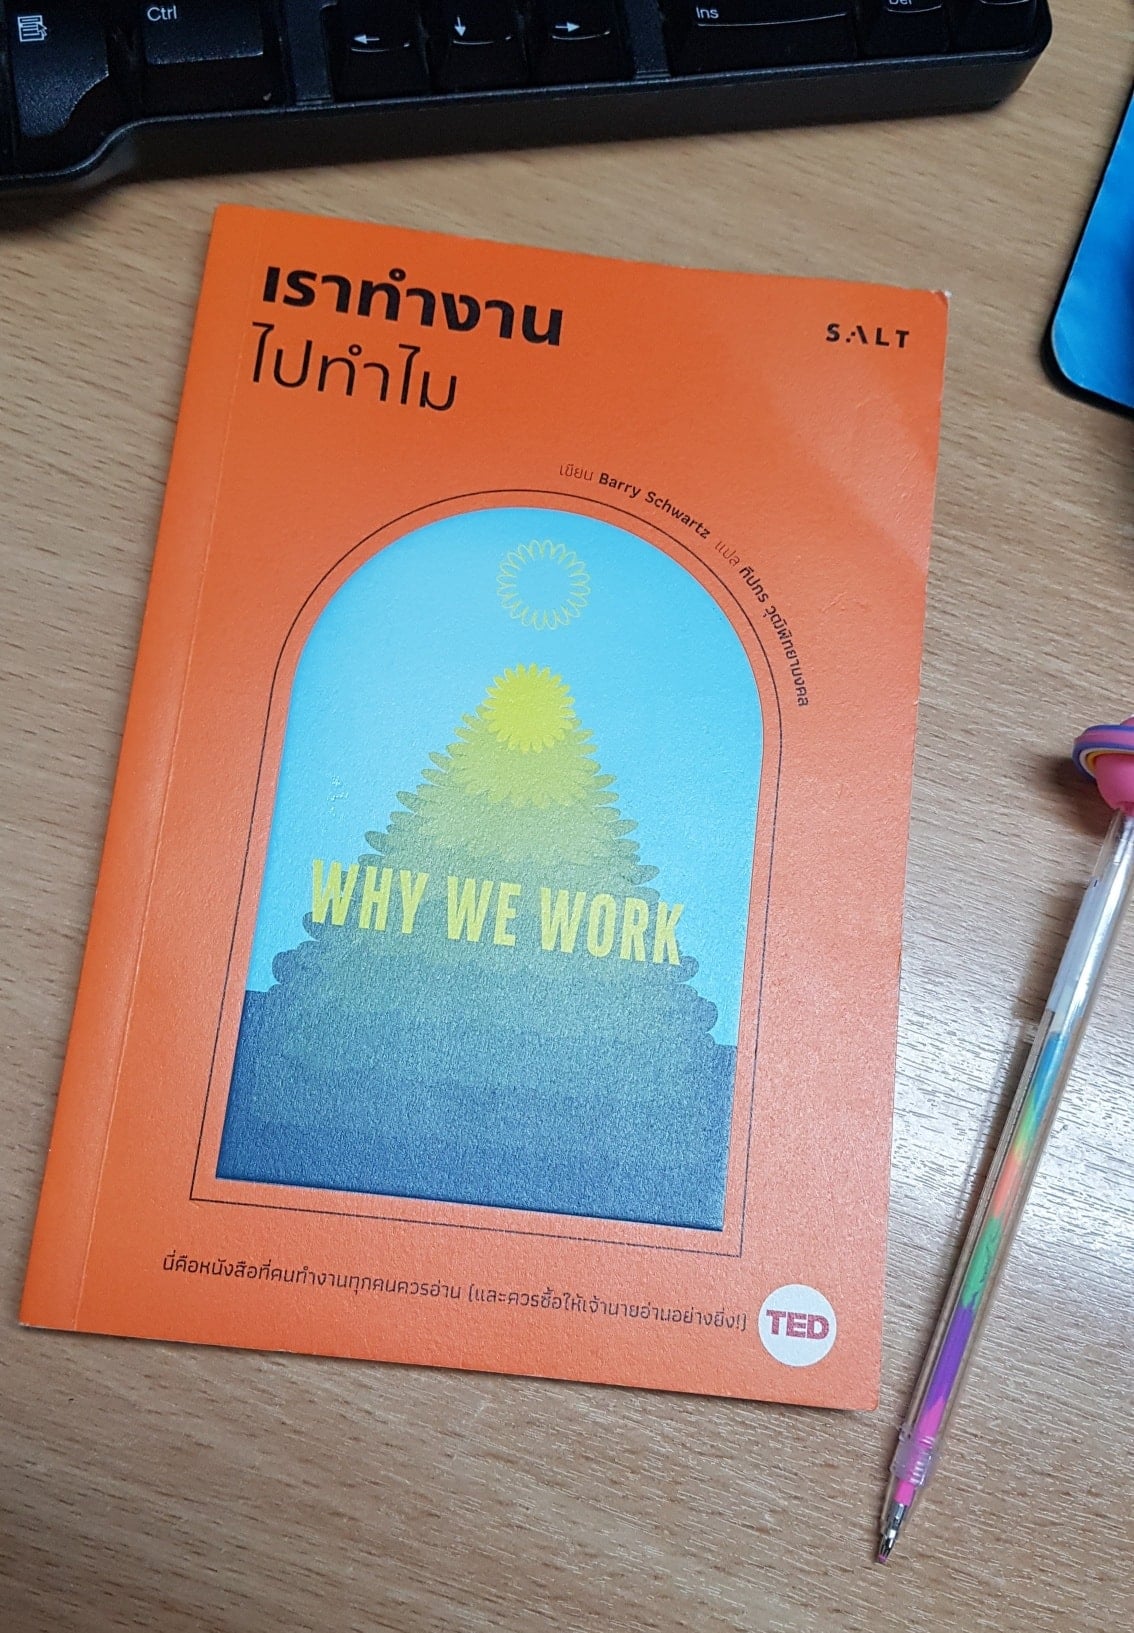 Ctrl
Ins
เราทำงาน
ไปทำไม
SALT
เขียน Barry Schwartz แปล ทีปกร วุฒิพิทยามงคล
WHY WE WORK
นี่คือหนังสือที่คนทำงานทุกคนควรอ่าน (และควรซื้อให้เจ้านายอ่านอย่างยิ่ง!)
TED